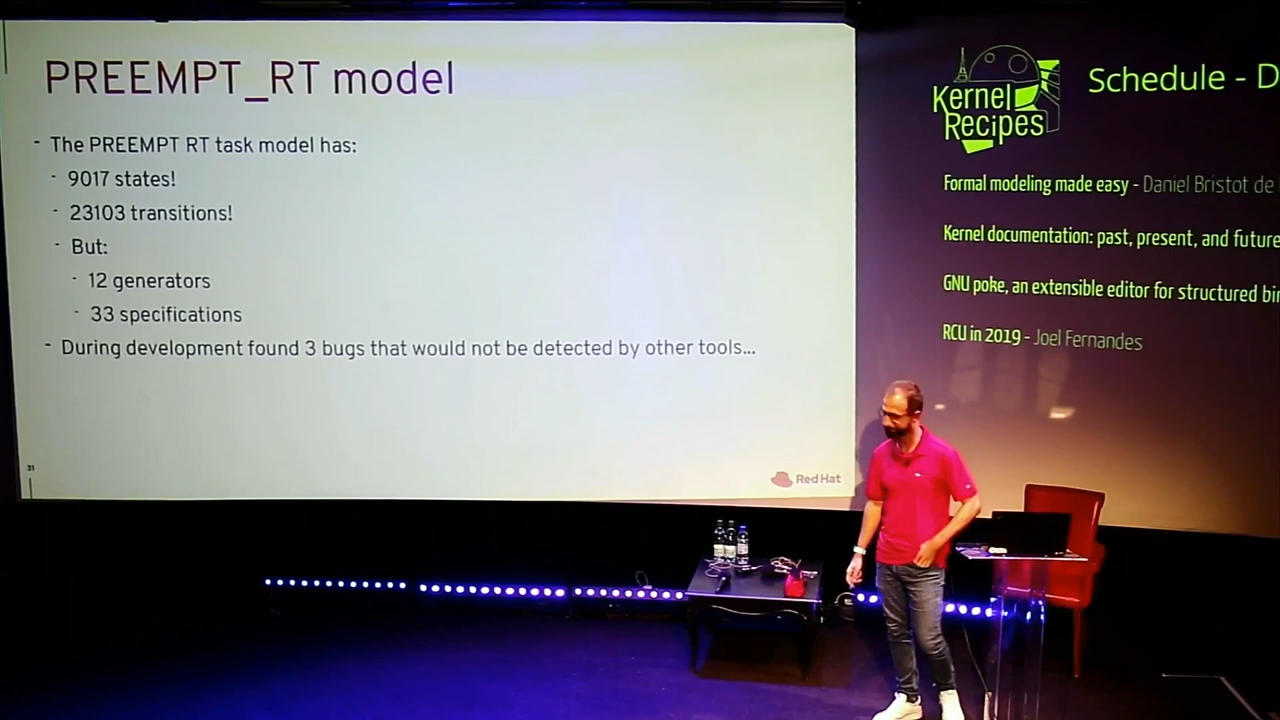 PREEMPT_RT model
- The PREEMPT RT task model has:
- 9017 states!
- 23103 transitions!
- But:
- 12 generators
- 33 specifications
- During development found 3 bugs that would not be detected by other tools...
31
Red Hat
Kernel
Recipes
Schedule - D
Formal modeling made easy - Daniel Bristot de
Kernel documentation: past, present, and future
GNU poke, an extensible editor for structured bin
RCU in 2019 - Joel Fernandes